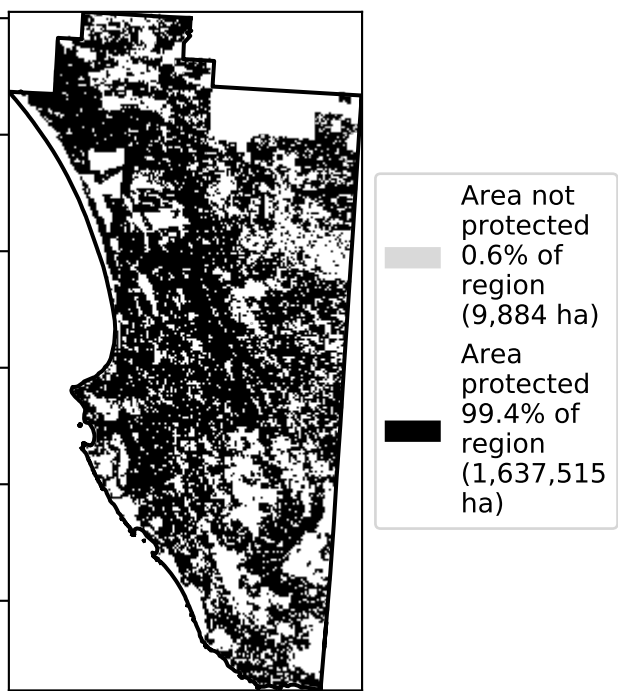 Area not
protected
0.6% of
region
(9,884 ha)
Area
protected
99.4% of
region
(1,637,515
ha)